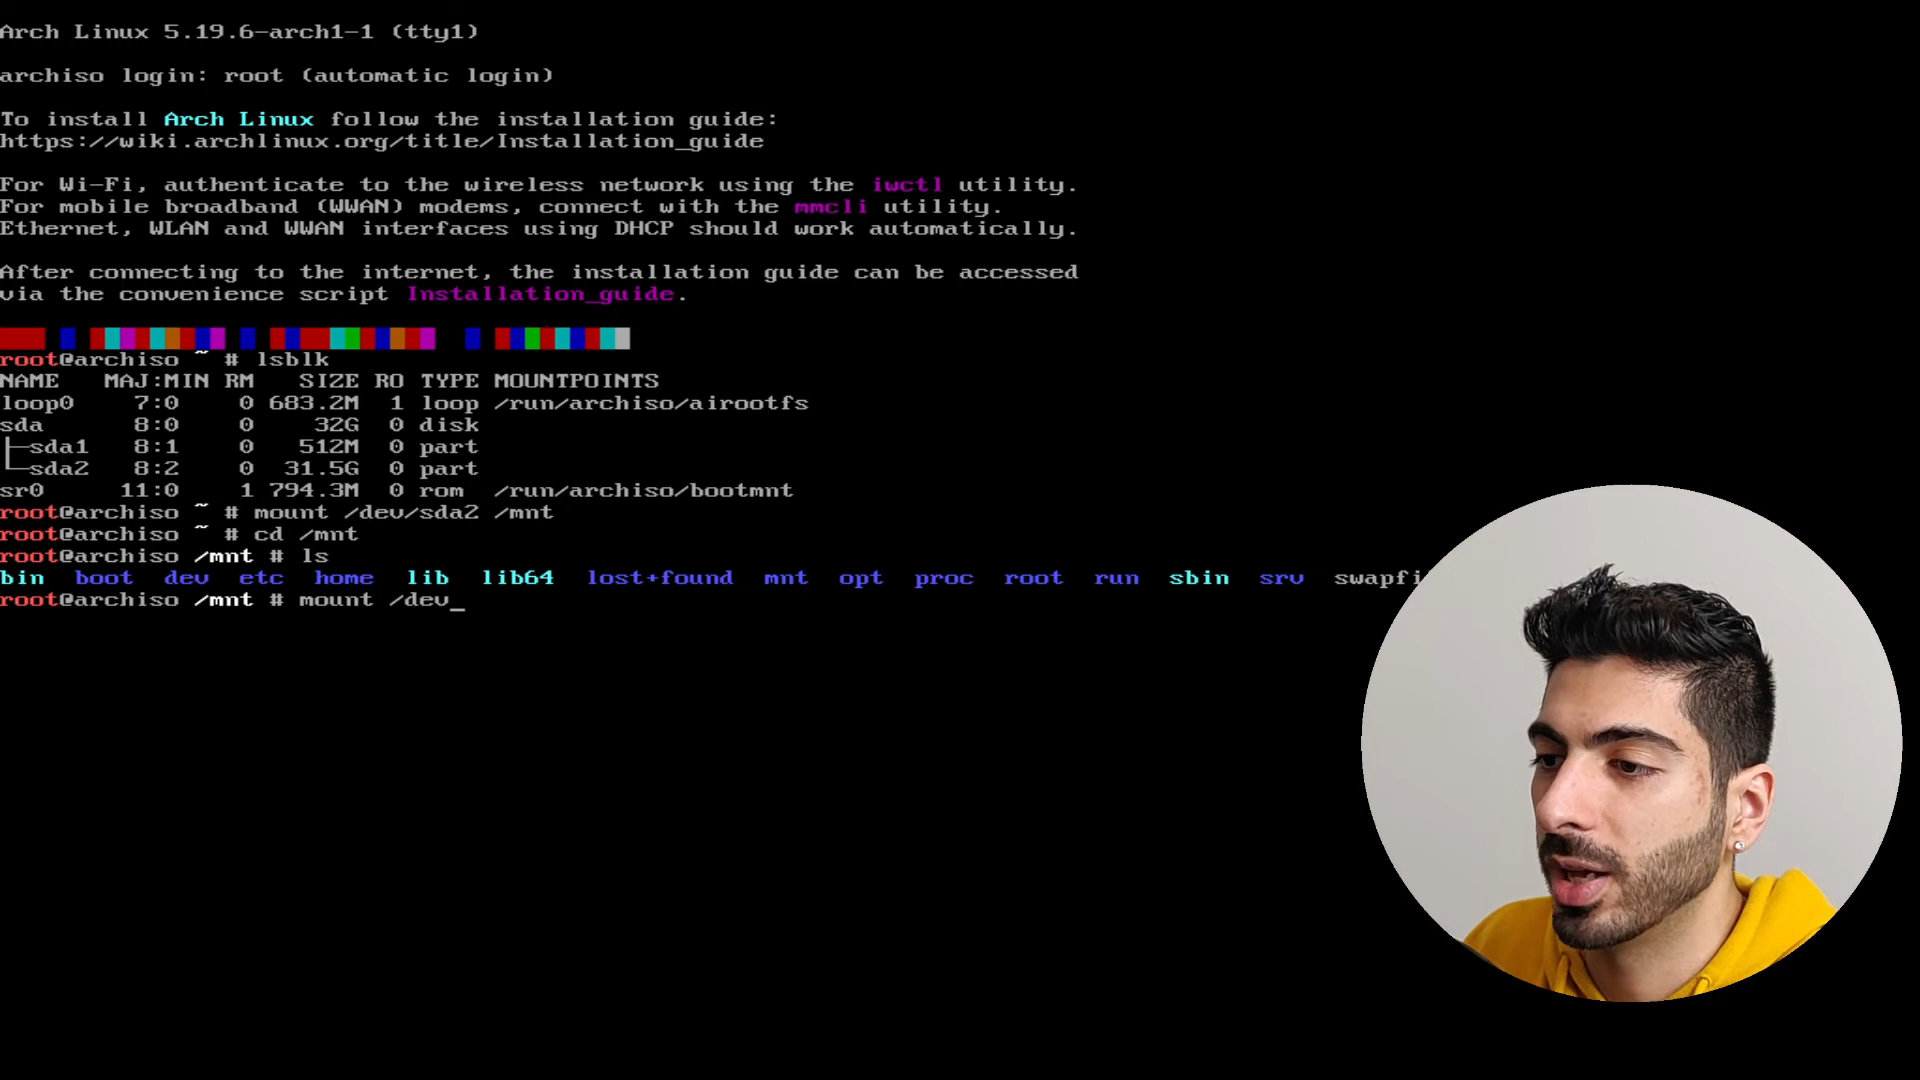 Arch Linux 5.19.6-arch1-1 (tty1)
archiso login: root (automatic login)
To install Arch Linux follow the installation guide:
https://wiki.archlinux.org/title/Installation_guide
For Wi-Fi, authenticate to the wireless network using the iwctl utility.
For mobile broadband (WWAN) modems, connect with the mmcli utility.
Ethernet, WLAN and WWAN interfaces using DHCP should work automatically.
After connecting to the internet, the installation guide can be accessed
via the convenience script Installation_guide.
root@archiso ~ # lsblk
NAME MAJ:MIN RM SIZE RO TYPE MOUNTPOINTS
loop0 7:0 0 683.2M 1 loop /run/archiso/airootfs
sda 8:0 0 32G 0 disk
├─sda1 8:1 0 512M 0 part
└─sda2 8:2 0 31.5G 0 part
sr0 11:0 1 794.3M 0 rom /run/archiso/bootmnt
root@archiso ~ # mount /dev/sda2 /mnt
root@archiso ~ # cd /mnt
root@archiso /mnt # ls
bin boot dev etc home lib lib64 lost+found mnt opt proc root run sbin srv swapfi
root@archiso /mnt # mount /dev_